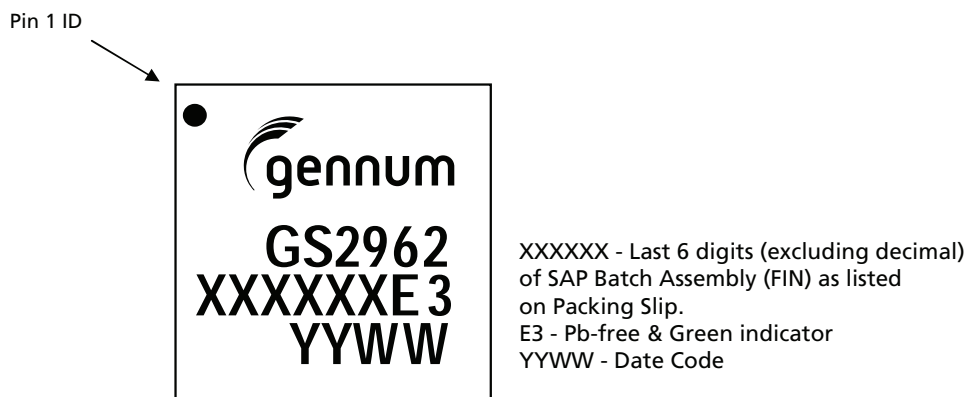 Pin 1 ID
gennum
GS2962
XXXXXXE3
YYWW
XXXXXX - Last 6 digits (excluding decimal)
of SAP Batch Assembly (FIN) as listed
on Packing Slip.
E3 - Pb-free & Green indicator
YYWW - Date Code